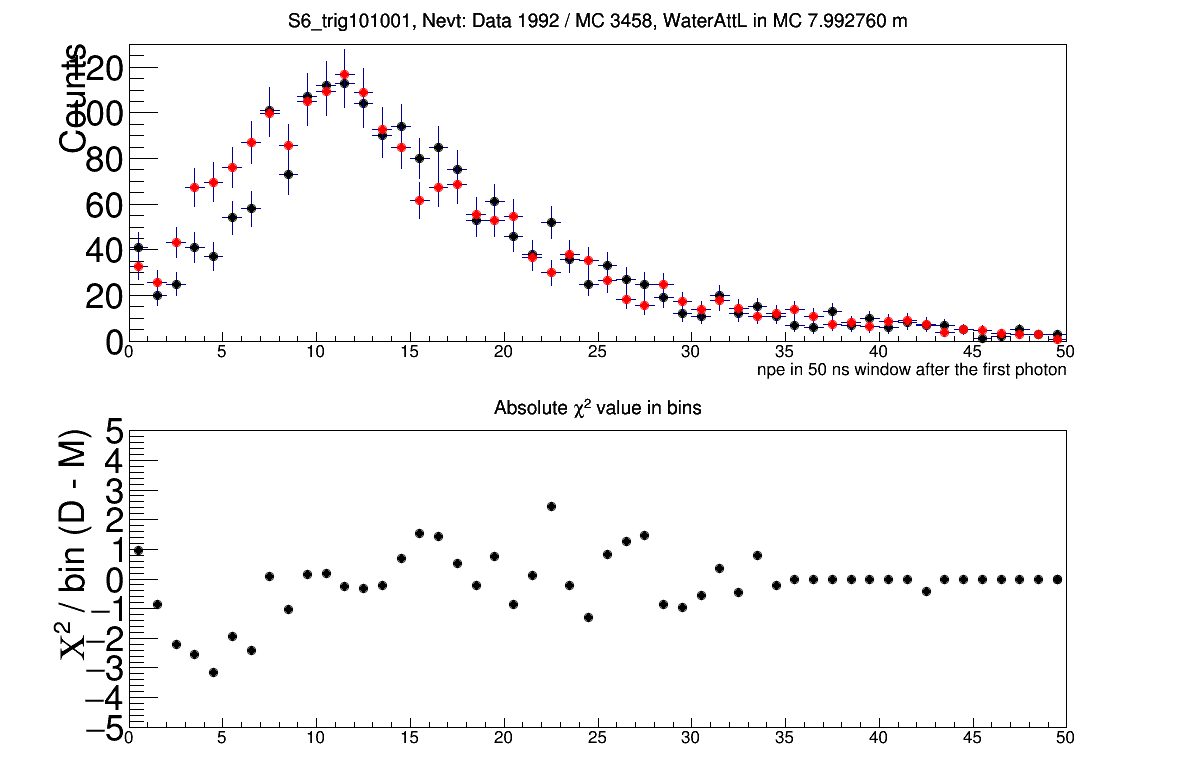 S6_trig101001, Nevt: Data 1992 / MC 3458, WaterAttL in MC 7.992760 m
Counts
120
100
80
60
40
20
0
0 5 10 15 20 25 30 35 40 45 50
npe in 50 ns window after the first photon
Absolute χ² value in bins
X² / bin (D - M)
5
4
3
2
1
0
−1
−2
−3
−4
−5
0 5 10 15 20 25 30 35 40 45 50